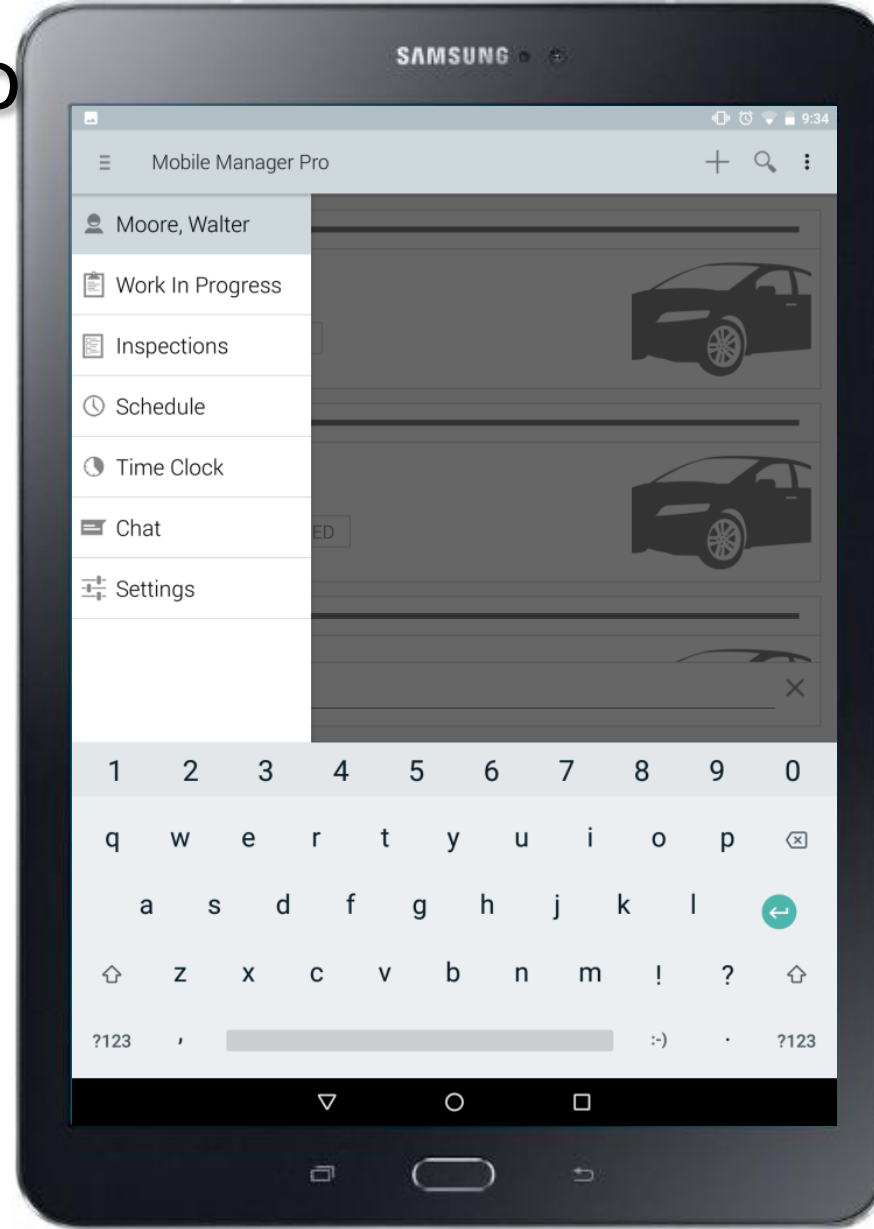 SAMSUNG
9:34
Mobile Manager Pro
Moore, Walter
Work In Progress
Inspections
Schedule
Time Clock
Chat
Settings
ED
1 2 3 4 5 6 7 8 9 0
q w e r t y u i o p
a s d f g h j k l
z x c v b n m ! ?
?123 , :-) . ?123